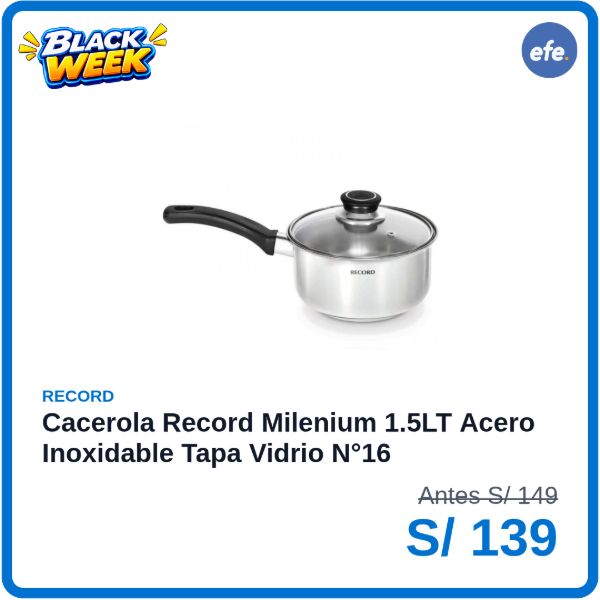 BLACK
WEEK
efe.
RECORD
RECORD
Cacerola Record Milenium 1.5LT Acero
Inoxidable Tapa Vidrio N°16
Antes S/ 149
S/ 139